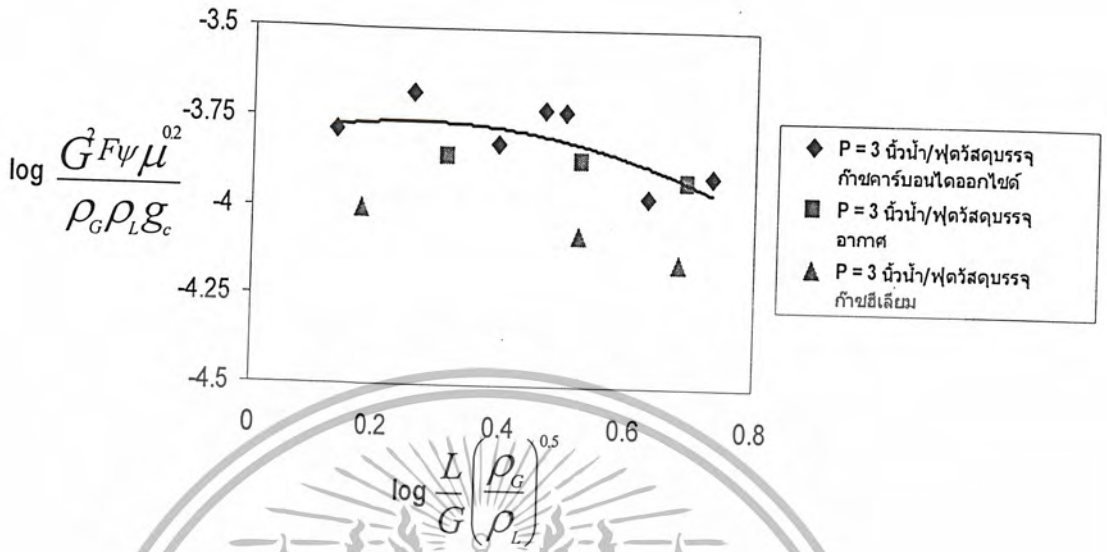 -3.5
-3.75
-4
-4.25
-4.5
log G²Fψμ^0.2 / ρ_G ρ_L g_c
0 0.2 0.4 0.6 0.8
log L/G (ρ_G/ρ_L)^0.5
P = 3 นิ้วน้ำ/ฟุตวัสดุบรรจุ
ก๊าซคาร์บอนไดออกไซด์
P = 3 นิ้วน้ำ/ฟุตวัสดุบรรจุ
อากาศ
P = 3 นิ้วน้ำ/ฟุตวัสดุบรรจุ
ก๊าซฮีเลียม